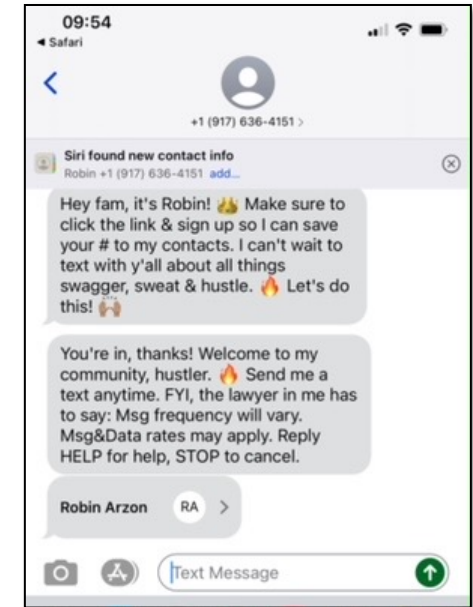 09:54
◀ Safari
+1 (917) 636-4151 >
Siri found new contact info
Robin +1 (917) 636-4151 add...
Hey fam, it's Robin! 👑 Make sure to
click the link & sign up so I can save
your # to my contacts. I can't wait to
text with y'all about all things
swagger, sweat & hustle. 🔥 Let's do
this! 🙌🏽
You're in, thanks! Welcome to my
community, hustler. 🔥 Send me a
text anytime. FYI, the lawyer in me has
to say: Msg frequency will vary.
Msg&Data rates may apply. Reply
HELP for help, STOP to cancel.
Robin Arzon RA >
Text Message